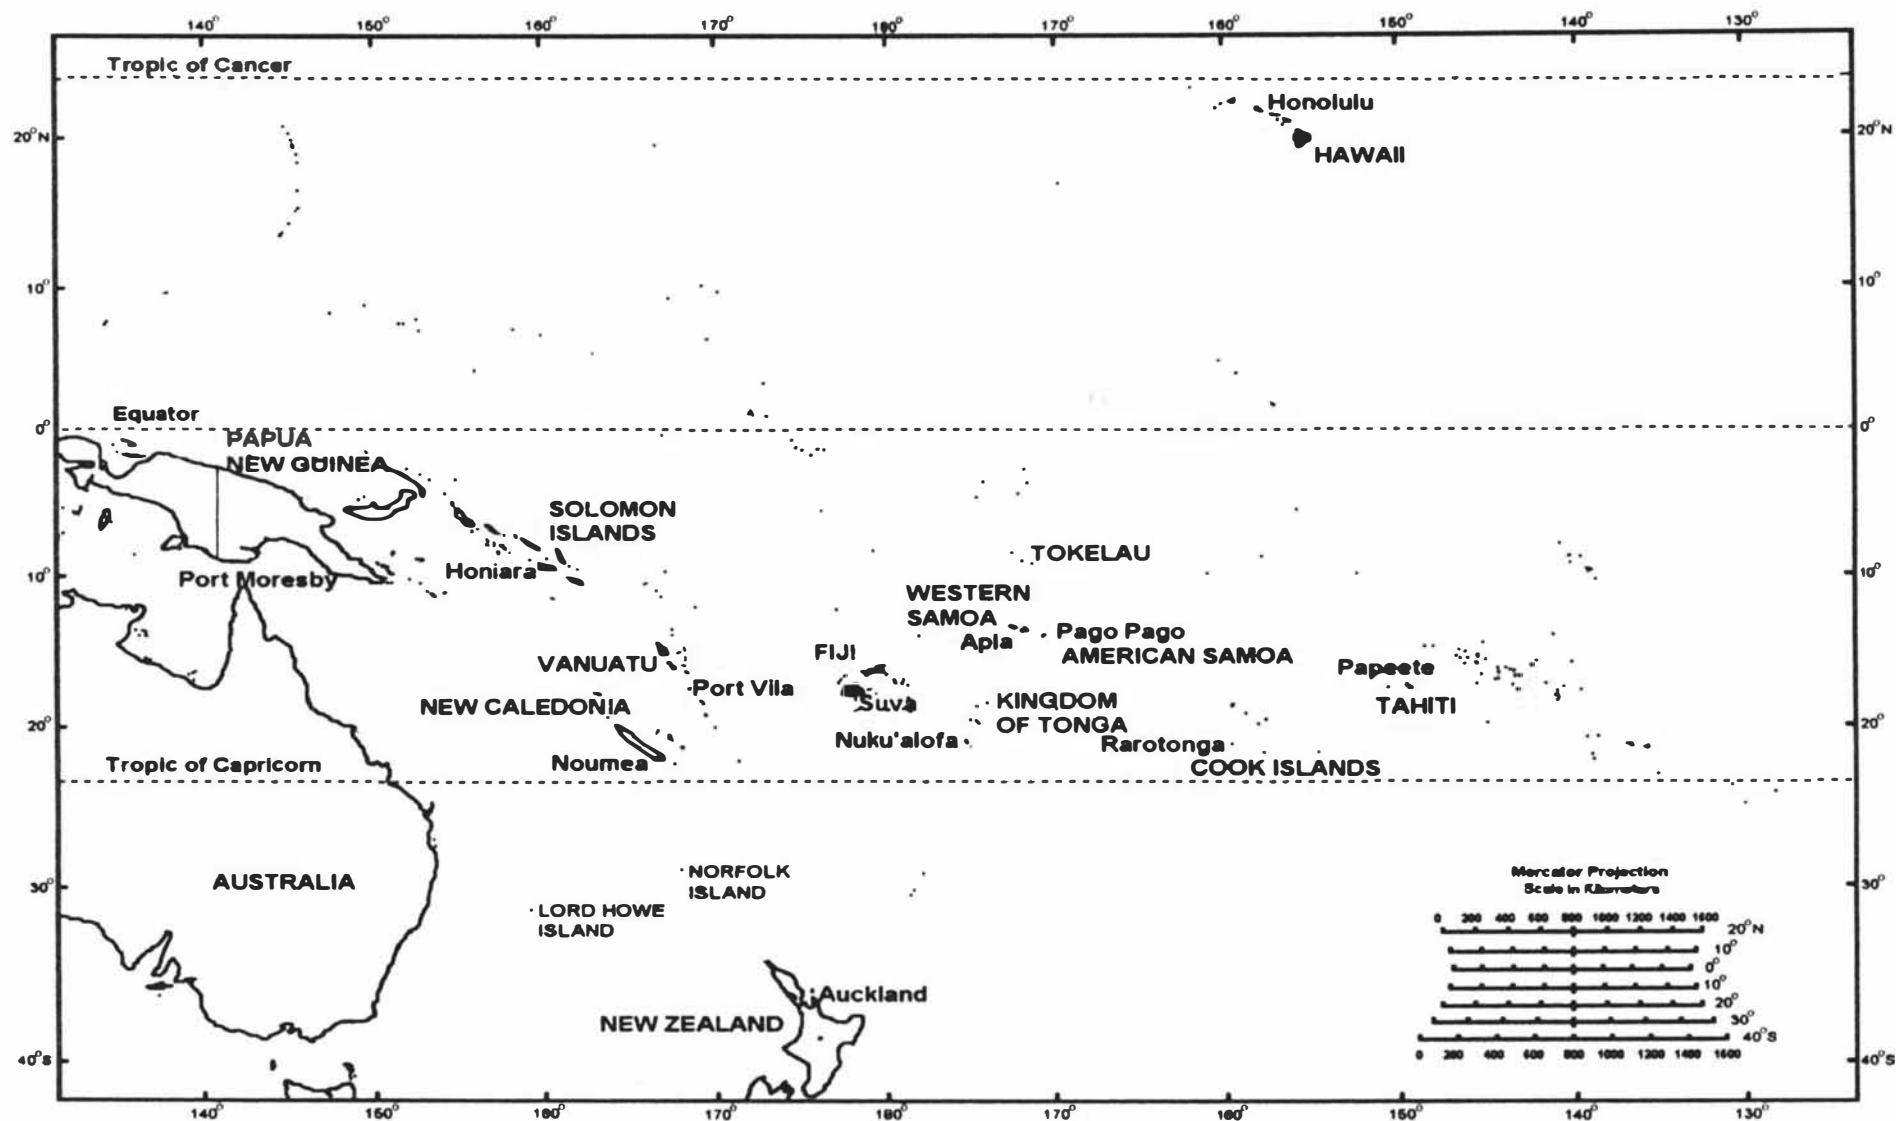 140° 150° 160° 170° 180° 170° 160° 150° 140° 130°
Tropic of Cancer
Honolulu
20°N
20°N
HAWAII
10°
10°
Equator
0°
0°
PAPUA
NEW GUINEA
SOLOMON
ISLANDS
Honiara
TOKELAU
Port Moresby
10°
10°
WESTERN
SAMOA
Apia
Pago Pago
AMERICAN SAMOA
FIJI
VANUATU
Papeete
Port Vila
Suva
KINGDOM
OF TONGA
TAHITI
NEW CALEDONIA
20°
20°
Nuku'alofa
Rarotonga
Noumea
COOK ISLANDS
Tropic of Capricorn
NORFOLK
ISLAND
AUSTRALIA
30°
30°
LORD HOWE
ISLAND
Mercator Projection
Scale in Kilometers
0 200 400 600 800 1000 1200 1400 1600
20°N
10°
0°
10°
20°
30°
40°S
0 200 400 600 800 1000 1200 1400 1600
Auckland
NEW ZEALAND
40°S
40°S
140° 150° 160° 170° 180° 170° 160° 150° 140° 130°